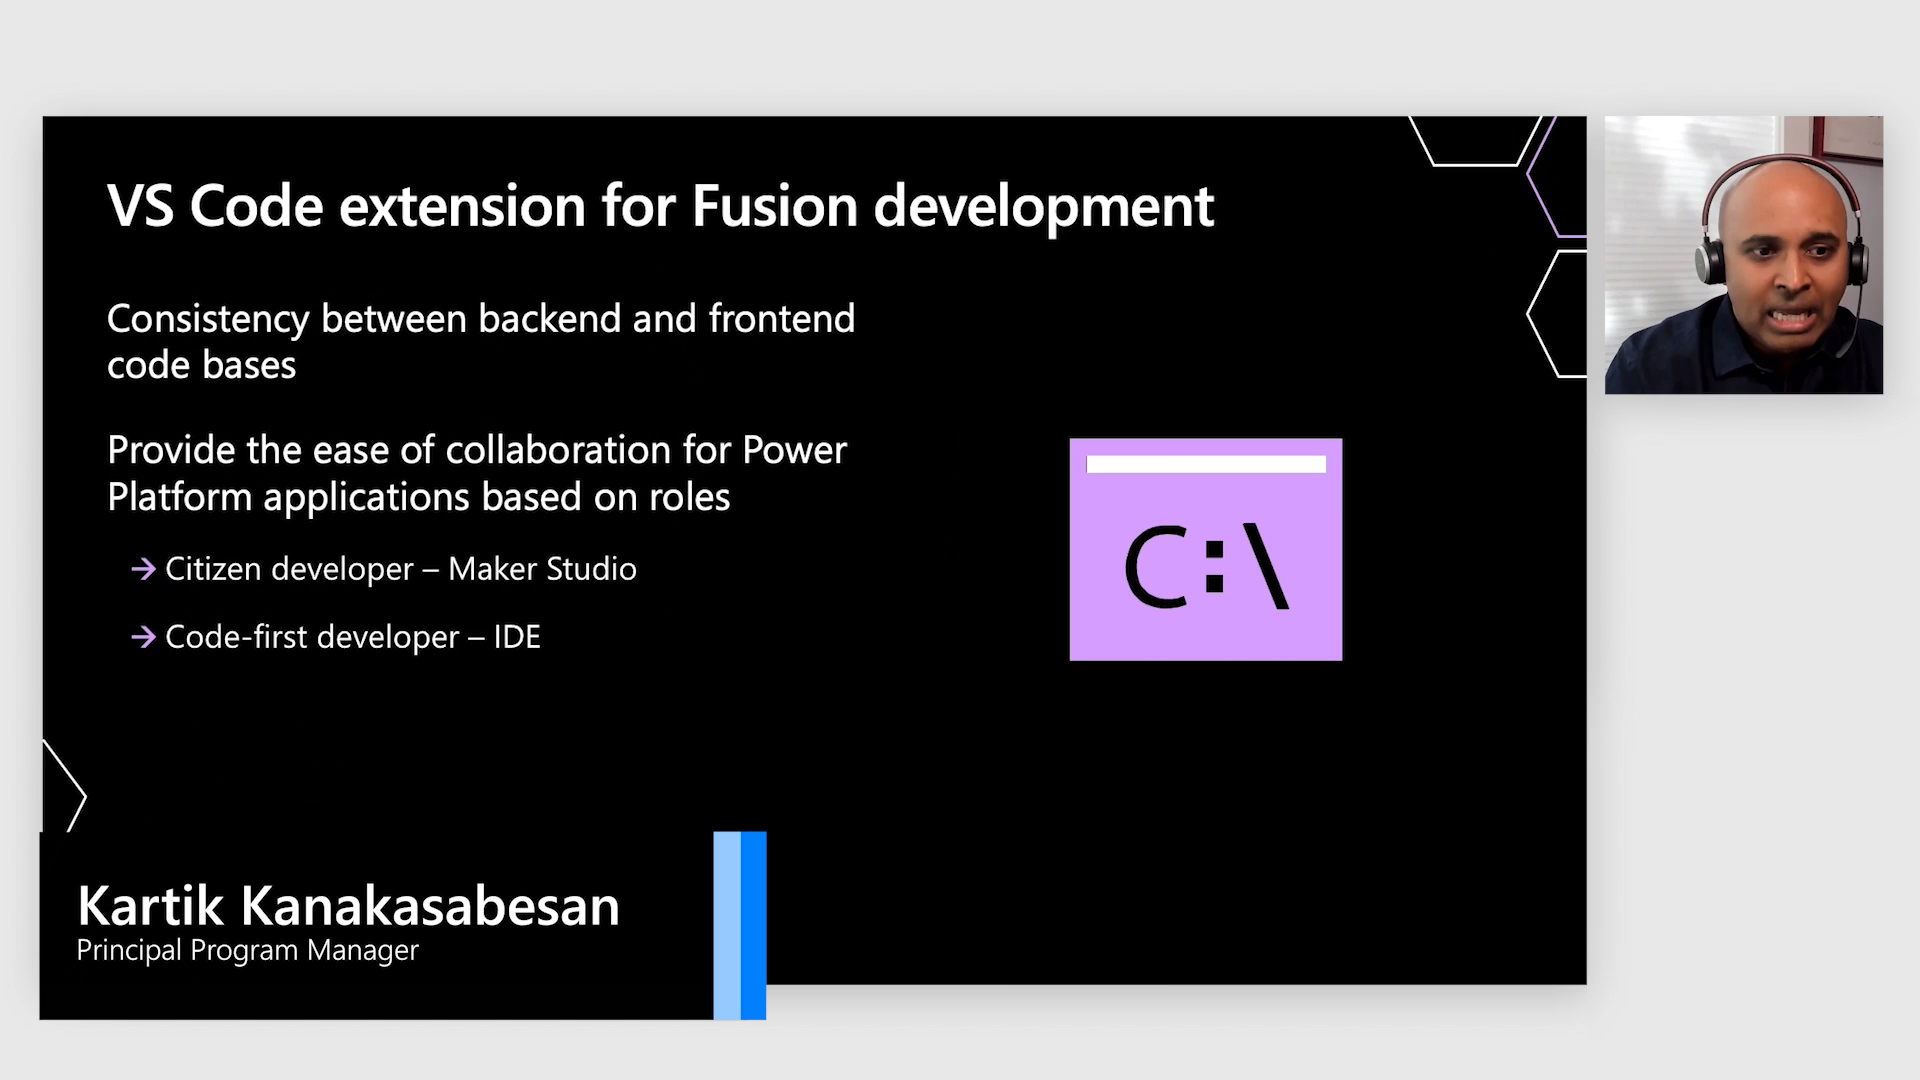 VS Code extension for Fusion development
Consistency between backend and frontend
code bases
Provide the ease of collaboration for Power
Platform applications based on roles
→ Citizen developer – Maker Studio
→ Code-first developer – IDE
C:\
Kartik Kanakasabesan
Principal Program Manager